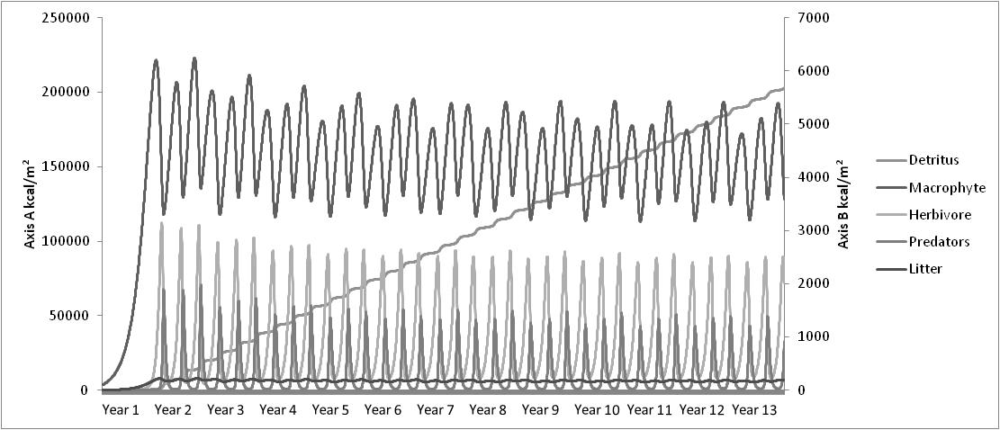 250000
200000
150000
100000
50000
0
Axis A kcal/m²
7000
6000
5000
4000
3000
2000
1000
0
Axis B kcal/m²
Year 1 Year 2 Year 3 Year 4 Year 5 Year 6 Year 7 Year 8 Year 9 Year 10 Year 11 Year 12 Year 13
Detritus
Macrophyte
Herbivore
Predators
Litter